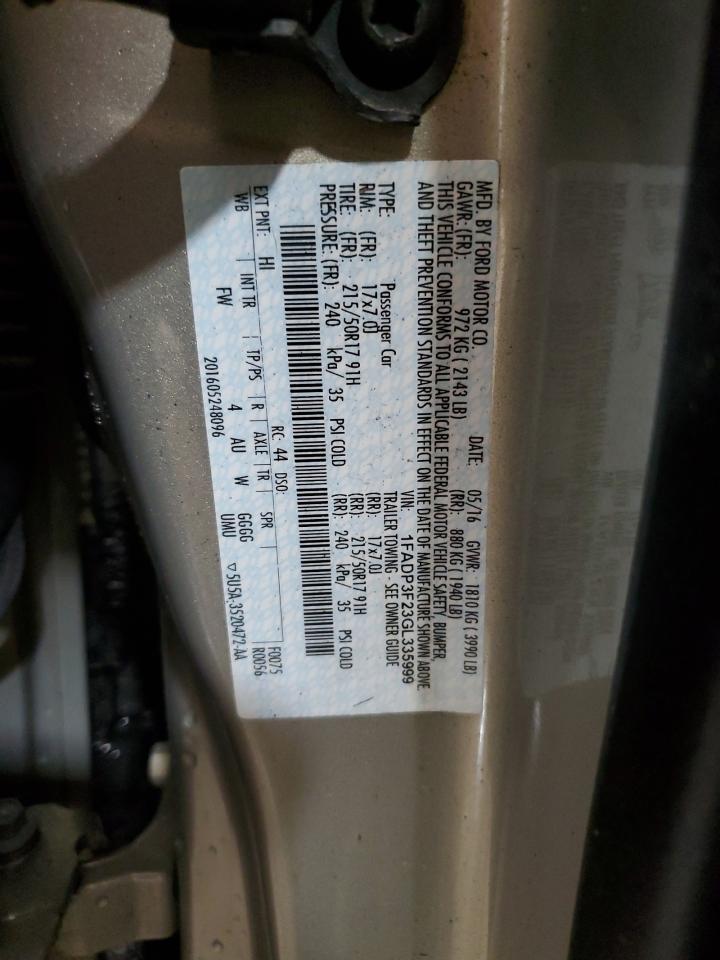 MFD. BY FORD MOTOR CO. DATE: 05/16 GVWR: 1810 KG ( 3990 LB)
GAWR: (FR): 972 KG ( 2143 LB) (RR): 880 KG ( 1940 LB)
THIS VEHICLE CONFORMS TO ALL APPLICABLE FEDERAL MOTOR VEHICLE SAFETY, BUMPER,
AND THEFT PREVENTION STANDARDS IN EFFECT ON THE DATE OF MANUFACTURE SHOWN ABOVE.
VIN: 1FADP3F23GL335999
TYPE: Passenger Car TRAILER TOWING - SEE OWNER GUIDE
RIM: (FR): 17x7.0J (RR): 17x7.0J
TIRE: (FR): 215/50R17 91H (RR): 215/50R17 91H
PRESSURE: (FR): 240 kPa/ 35 PSI COLD (RR): 240 kPa/ 35 PSI COLD
RC: 44 DSO: F0075
EXT PNT: HI R0056
WB INT TR TP/PS R AXLE TR SPR
FW 4 AU W GGGG
201605248096 UMU ▽5U5A-3520472-AA